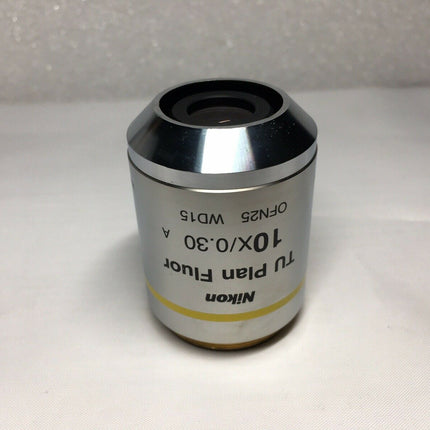 Nikon
TU Plan Fluor
10x/0.30 A
OFN25 WD15